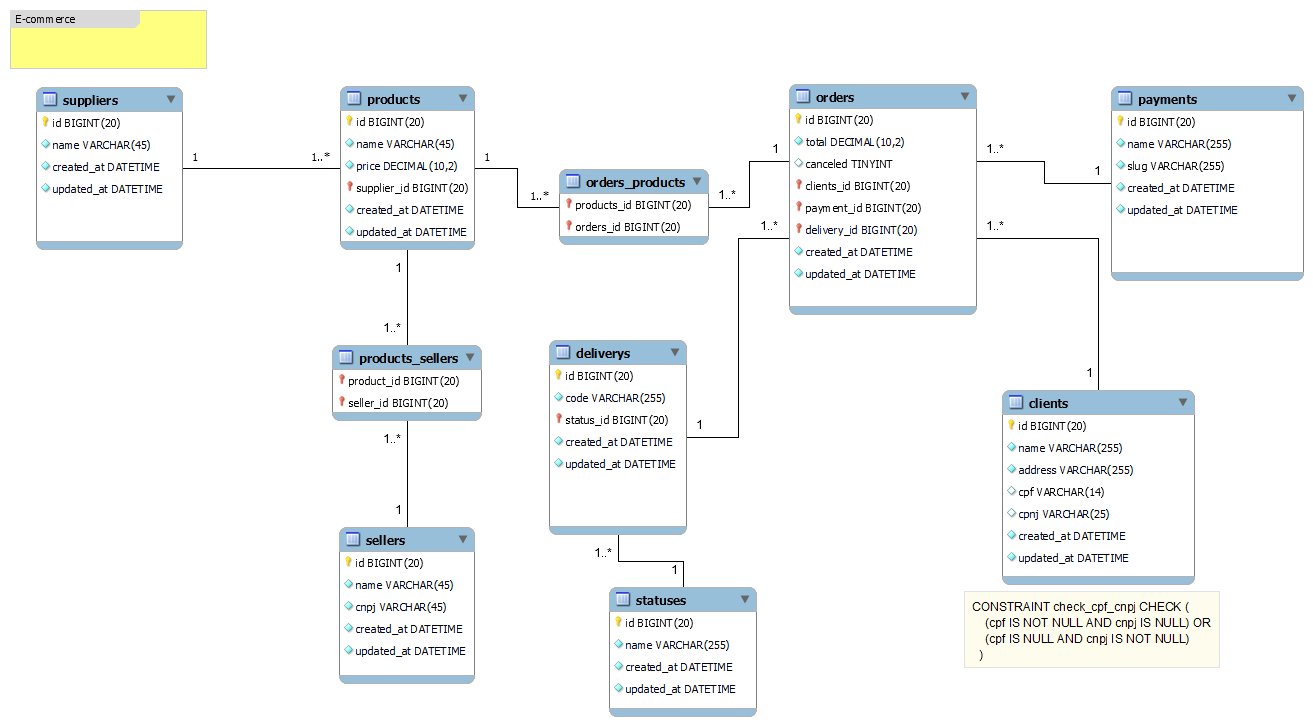 E-commerce
suppliers
id BIGINT(20)
name VARCHAR(45)
created_at DATETIME
updated_at DATETIME
1
1..*
products
id BIGINT(20)
name VARCHAR(45)
price DECIMAL(10,2)
supplier_id BIGINT(20)
created_at DATETIME
updated_at DATETIME
1
1..*
orders_products
products_id BIGINT(20)
orders_id BIGINT(20)
1
1..*
orders
id BIGINT(20)
total DECIMAL(10,2)
canceled TINYINT
clients_id BIGINT(20)
payment_id BIGINT(20)
delivery_id BIGINT(20)
created_at DATETIME
updated_at DATETIME
1..*
1
payments
id BIGINT(20)
name VARCHAR(255)
slug VARCHAR(255)
created_at DATETIME
updated_at DATETIME
1..*
1..*
1
1
1..*
products_sellers
product_id BIGINT(20)
seller_id BIGINT(20)
1..*
1
sellers
id BIGINT(20)
name VARCHAR(45)
cnpj VARCHAR(45)
created_at DATETIME
updated_at DATETIME
deliverys
id BIGINT(20)
code VARCHAR(255)
status_id BIGINT(20)
created_at DATETIME
updated_at DATETIME
1
1..*
1
statuses
id BIGINT(20)
name VARCHAR(255)
created_at DATETIME
updated_at DATETIME
clients
id BIGINT(20)
name VARCHAR(255)
address VARCHAR(255)
cpf VARCHAR(14)
cpnj VARCHAR(25)
created_at DATETIME
updated_at DATETIME
CONSTRAINT check_cpf_cnpj CHECK (
(cpf IS NOT NULL AND cnpj IS NULL) OR
(cpf IS NULL AND cnpj IS NOT NULL)
)